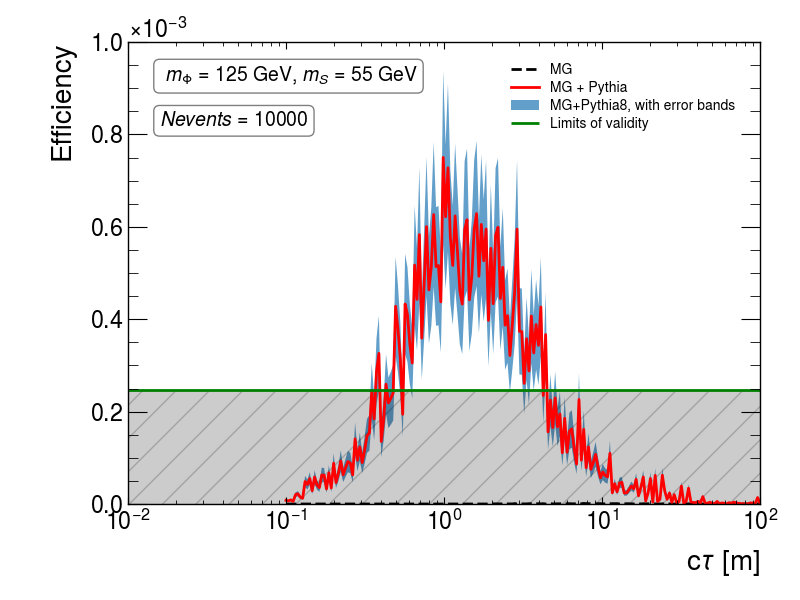 ×10⁻³
m_Φ = 125 GeV, m_S = 55 GeV
Nevents = 10000
MG
MG + Pythia
MG+Pythia8, with error bands
Limits of validity
Efficiency
1.0
0.8
0.6
0.4
0.2
0.0
10⁻² 10⁻¹ 10⁰ 10¹ 10²
cτ [m]